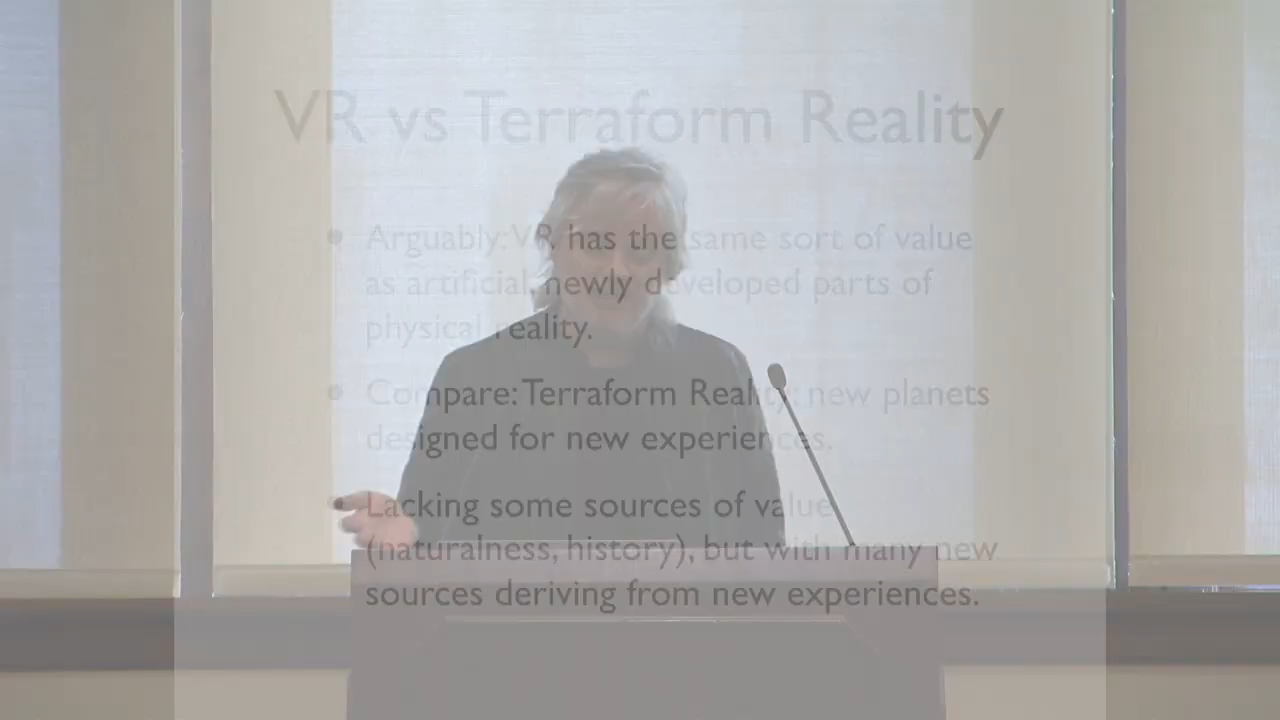 VR vs Terraform Reality
• Arguably: VR has the same sort of value
as artificial, newly developed parts of
physical reality.
• Compare: Terraform Reality: new planets
designed for new experiences.
• Lacking some sources of value
(naturalness, history), but with many new
sources deriving from new experiences.